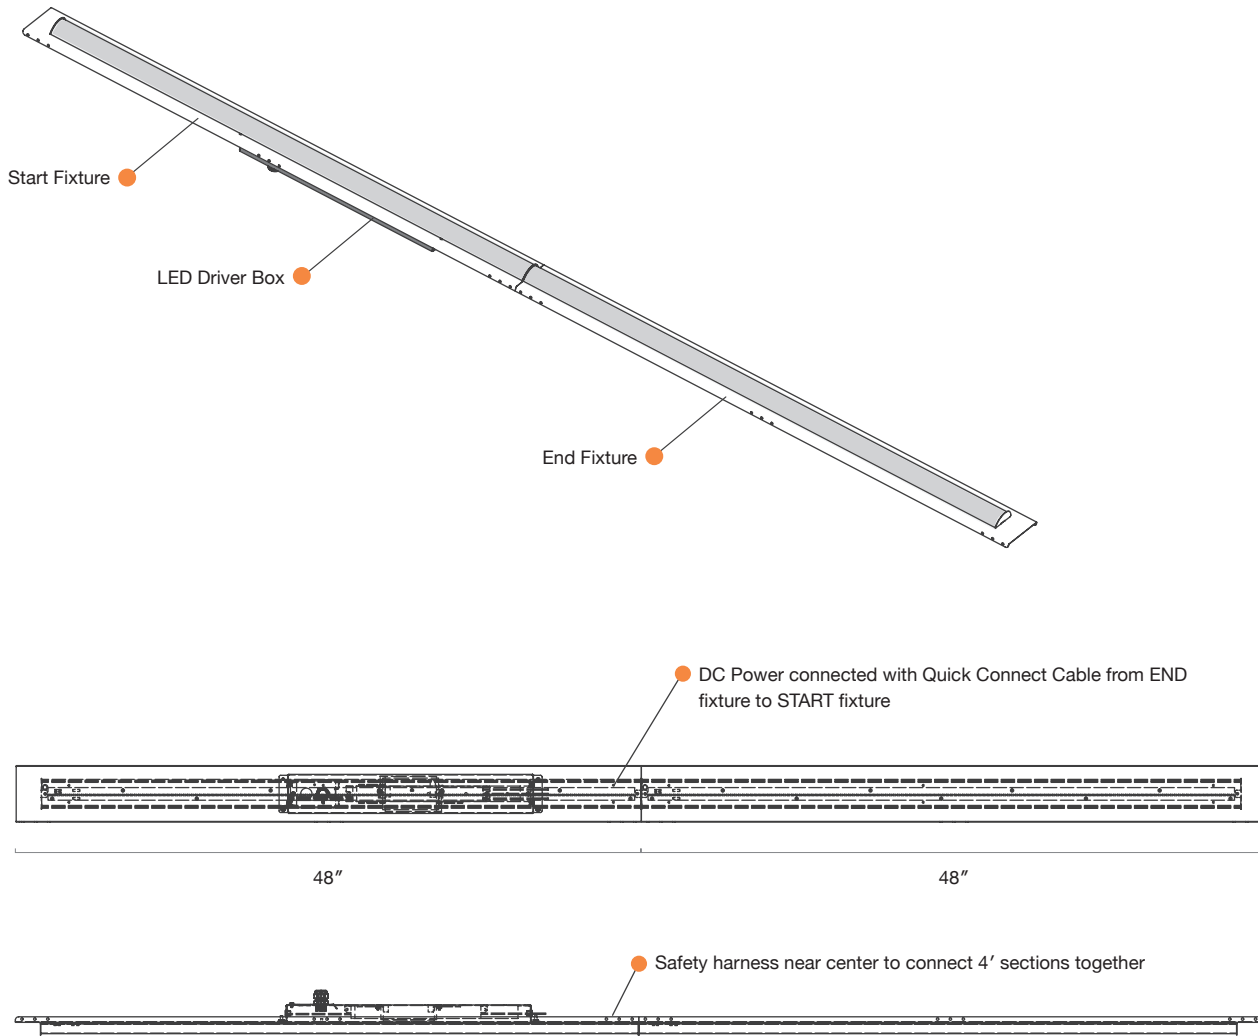 Start Fixture
LED Driver Box
End Fixture
DC Power connected with Quick Connect Cable from END
fixture to START fixture
48″
48″
Safety harness near center to connect 4′ sections together